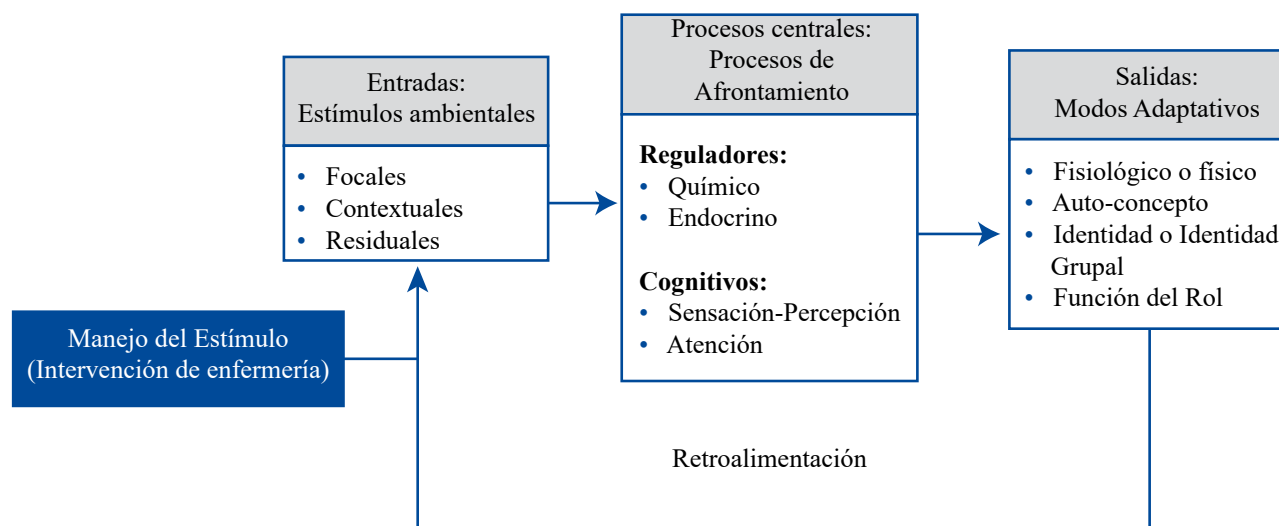 Entradas:
Estímulos ambientales
• Focales
• Contextuales
• Residuales
Manejo del Estímulo
(Intervención de enfermería)
Procesos centrales:
Procesos de
Afrontamiento
Reguladores:
• Químico
• Endocrino
Cognitivos:
• Sensación-Percepción
• Atención
Salidas:
Modos Adaptativos
• Fisiológico o físico
• Auto-concepto
• Identidad o Identidad
Grupal
• Función del Rol
Retroalimentación